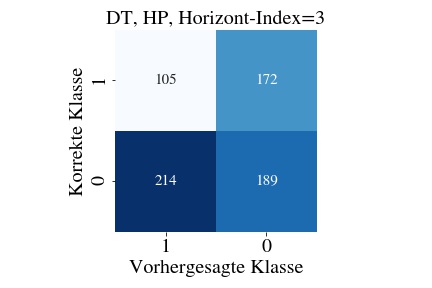 DT, HP, Horizont-Index=3
Korrekte Klasse
1
105
172
0
214
189
1
0
Vorhergesagte Klasse